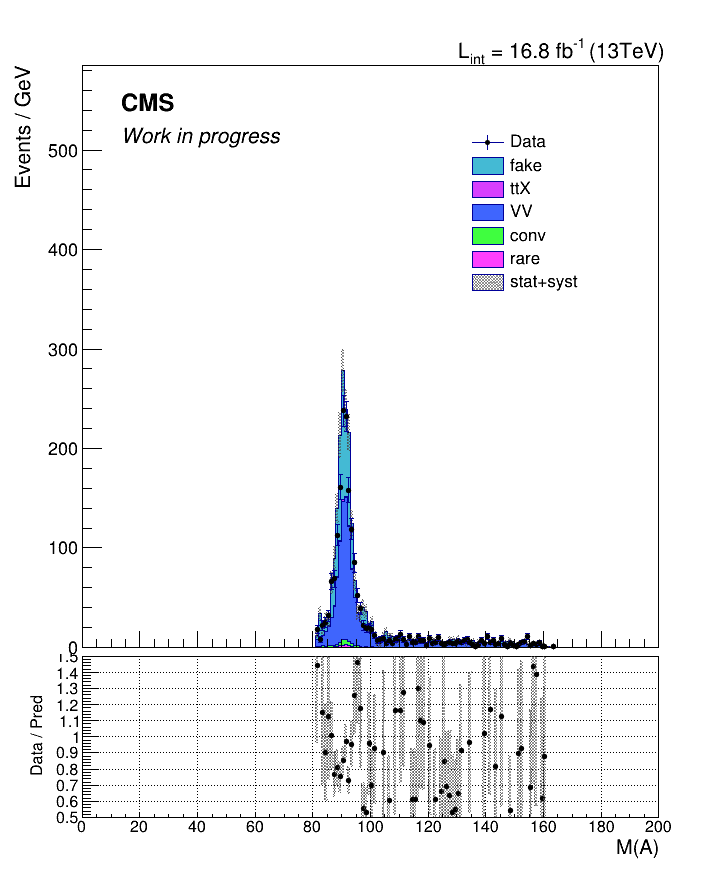 L_int = 16.8 fb^-1 (13TeV)
Events / GeV
CMS
Work in progress
Data
fake
ttX
VV
conv
rare
stat+syst
500
400
300
200
100
0
Data / Pred
1.5
1.4
1.3
1.2
1.1
1
0.9
0.8
0.7
0.6
0.5
0 20 40 60 80 100 120 140 160 180 200
M(A)